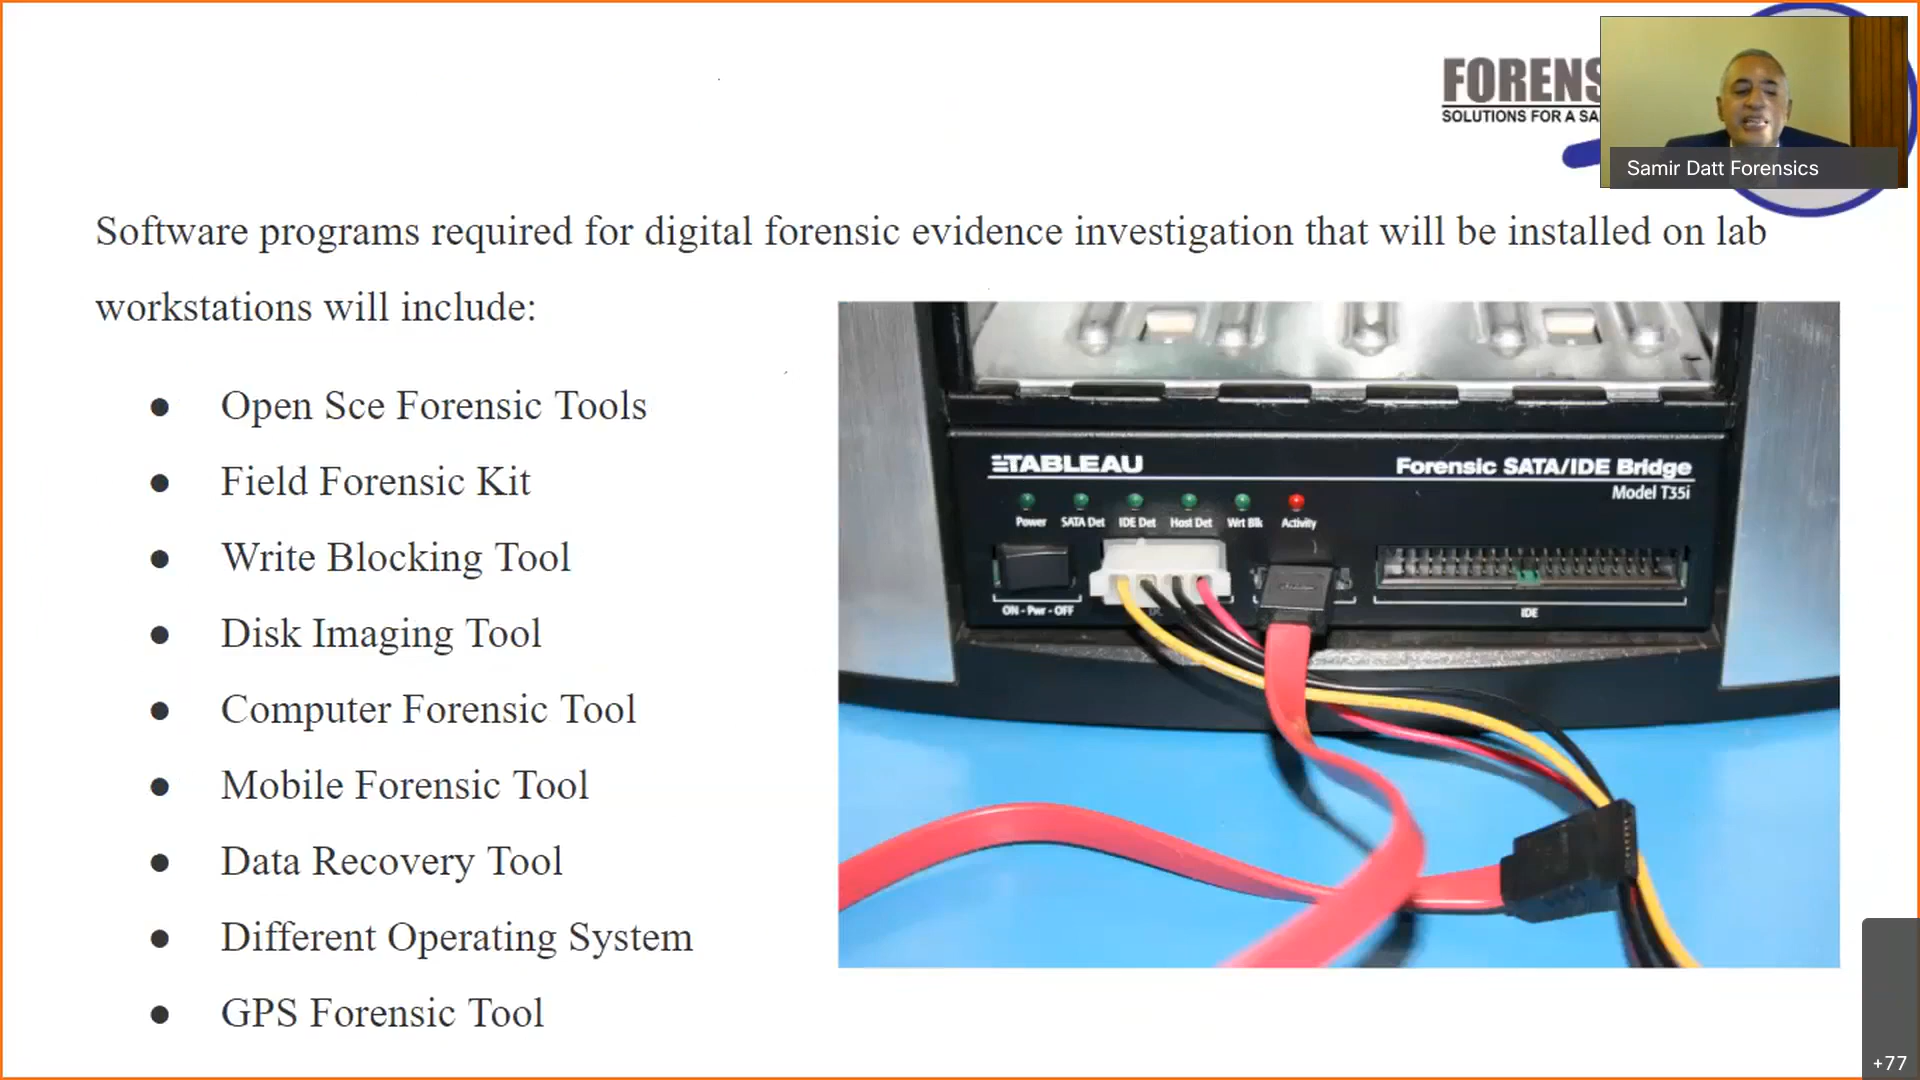 FORENS
SOLUTIONS FOR A SA
Samir Datt Forensics
Software programs required for digital forensic evidence investigation that will be installed on lab
workstations will include:
● Open Sce Forensic Tools
● Field Forensic Kit
● Write Blocking Tool
● Disk Imaging Tool
● Computer Forensic Tool
● Mobile Forensic Tool
● Data Recovery Tool
● Different Operating System
● GPS Forensic Tool
TABLEAU
Forensic SATA/IDE Bridge
Model T35i
Power SATA Det IDE Det Host Det Wrt Blk Activity
ON - Pwr - OFF
IDE
+77